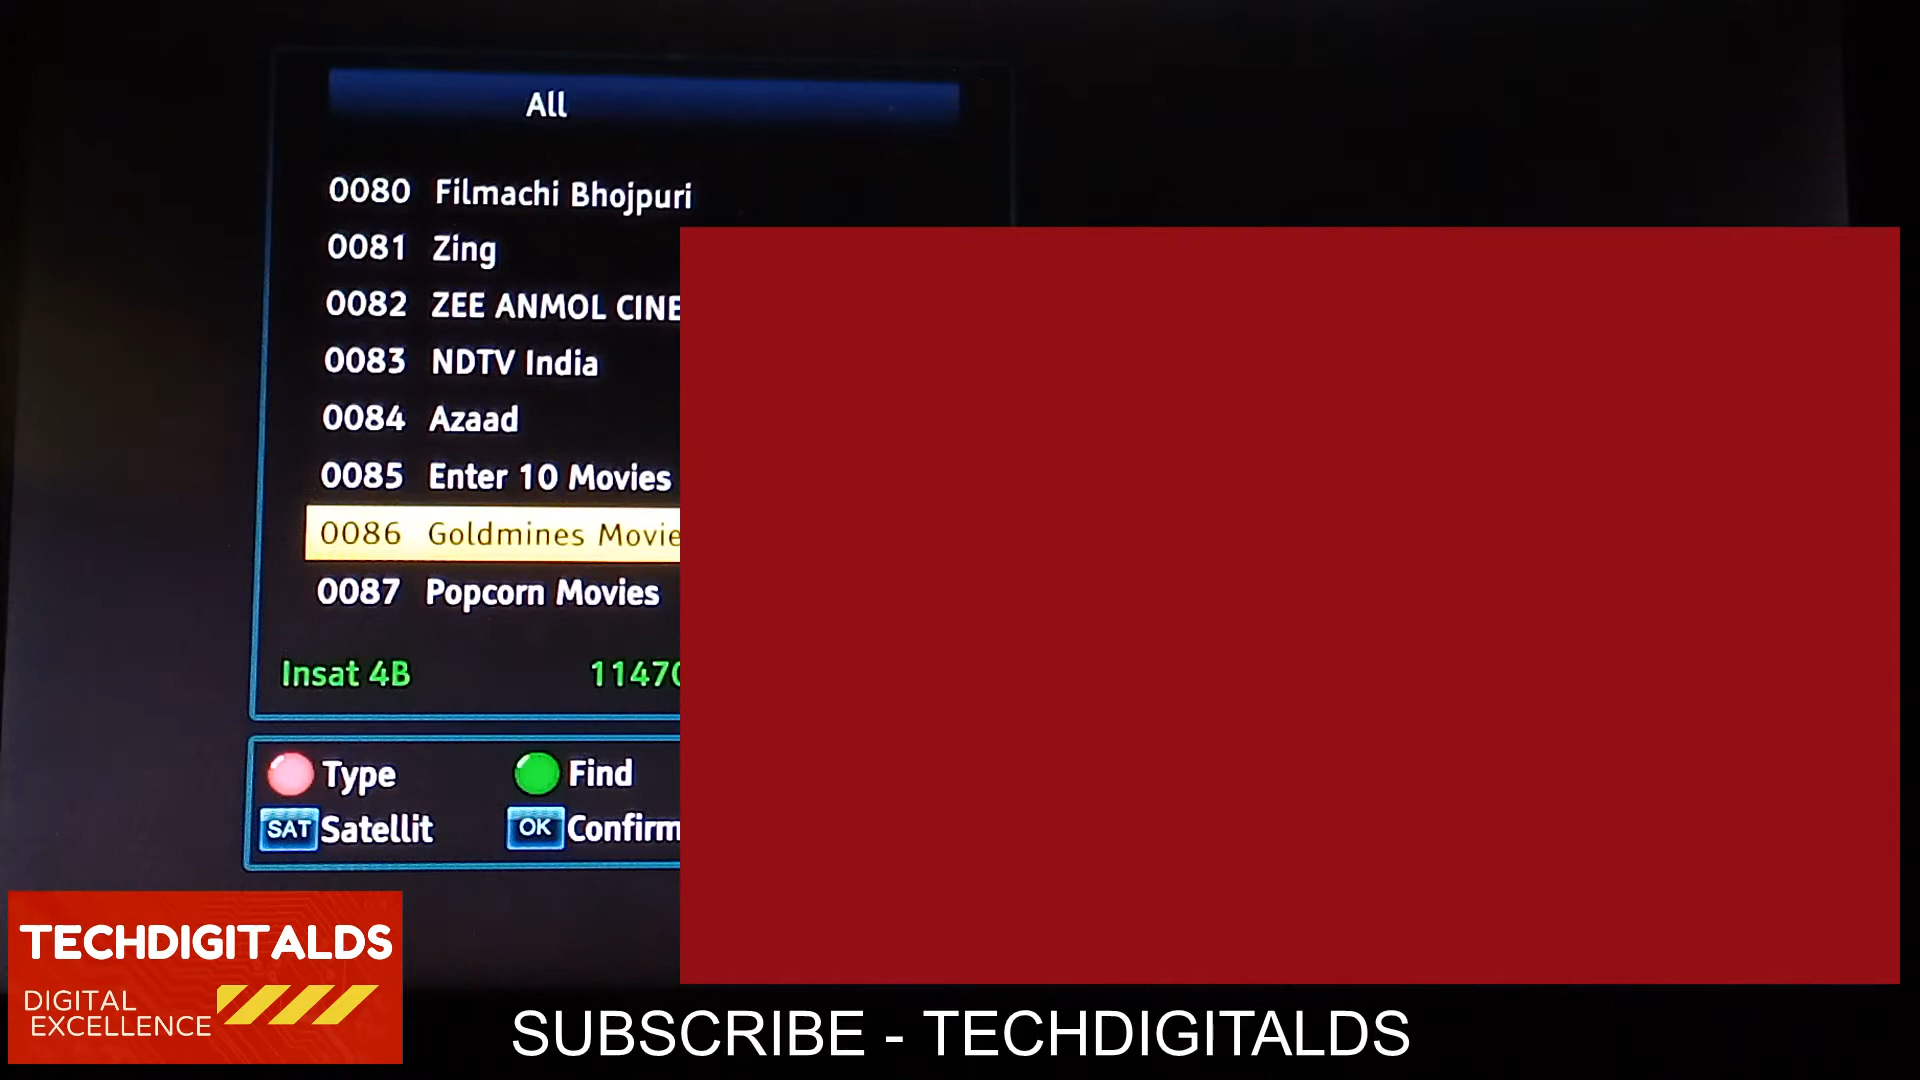 All
0080 Filmachi Bhojpuri
0081 Zing
0082 ZEE ANMOL CINE
0083 NDTV India
0084 Azaad
0085 Enter 10 Movies
0086 Goldmines Movie
0087 Popcorn Movies
Insat 4B 11470
Type Find
SAT Satellit OK Confirm
TECHDIGITALDS
DIGITAL
EXCELLENCE
SUBSCRIBE - TECHDIGITALDS